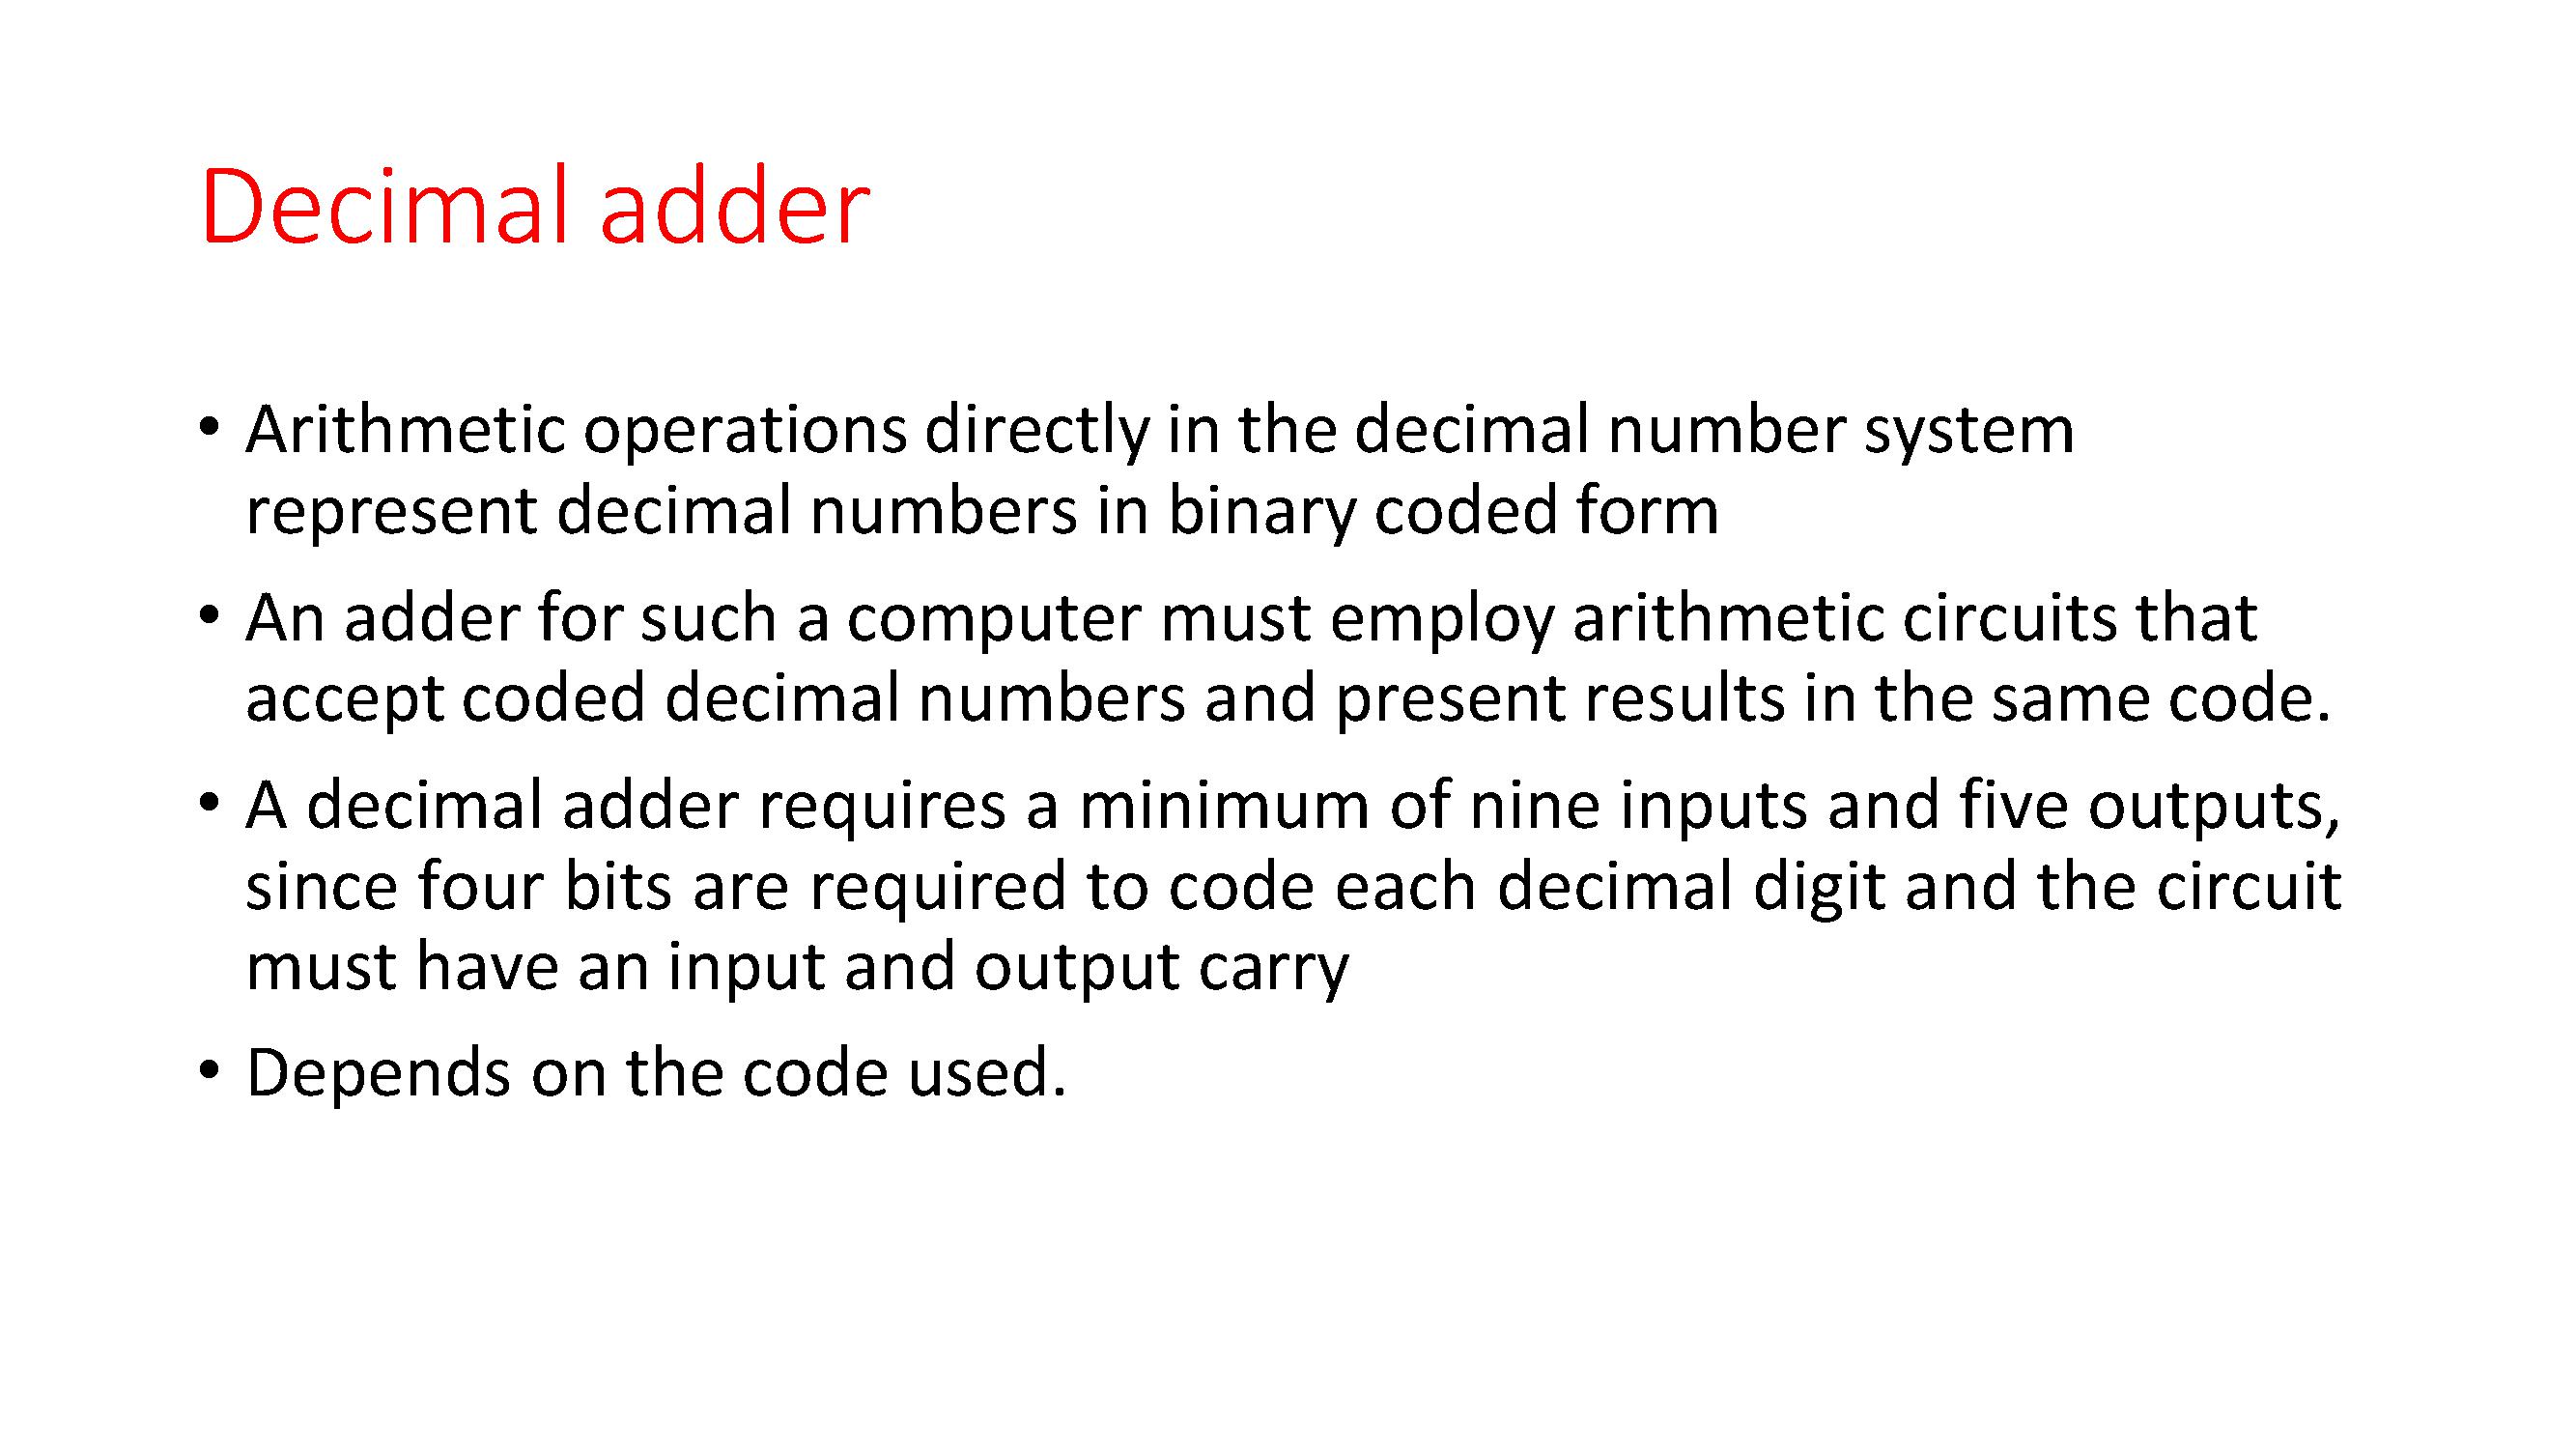 Decimal adder
• Arithmetic operations directly in the decimal number system
represent decimal numbers in binary coded form
• An adder for such a computer must employ arithmetic circuits that
accept coded decimal numbers and present results in the same code.
• A decimal adder requires a minimum of nine inputs and five outputs,
since four bits are required to code each decimal digit and the circuit
must have an input and output carry
• Depends on the code used.